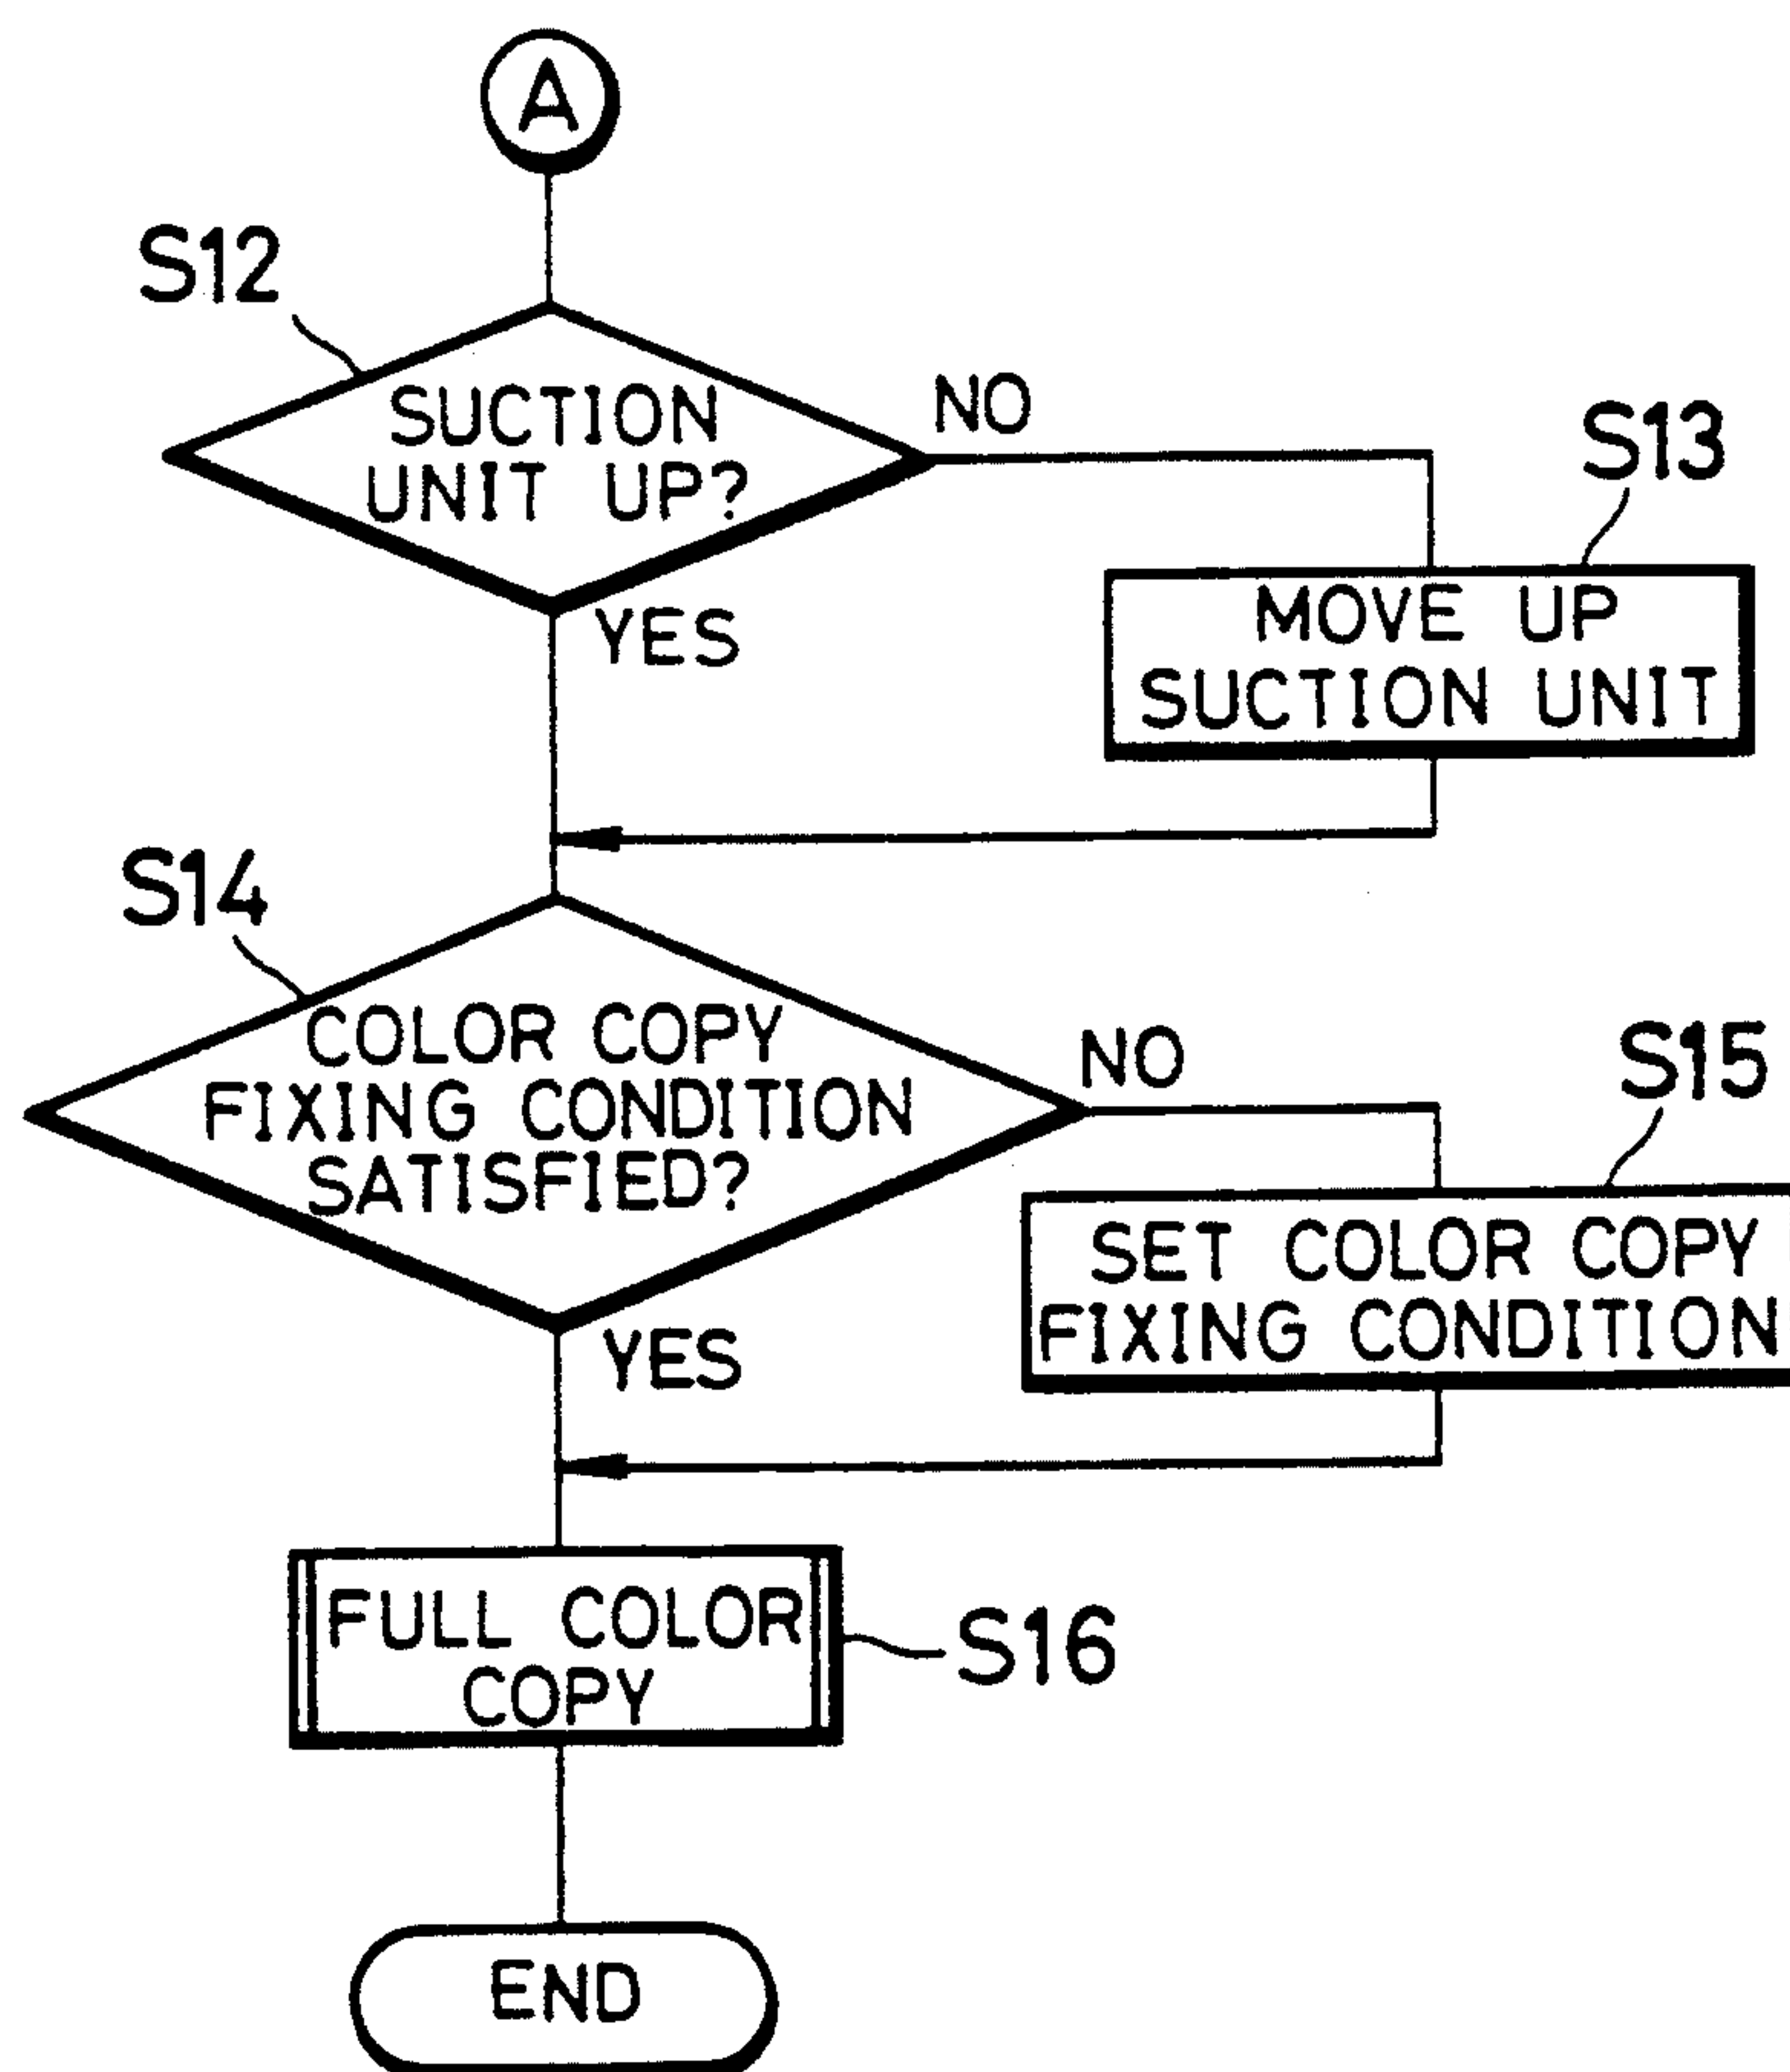 A
S12
SUCTION
UNIT UP?
NO
YES
S13
MOVE UP
SUCTION UNIT
S14
COLOR COPY
FIXING CONDITION
SATISFIED?
NO
YES
S15
SET COLOR COPY
FIXING CONDITION
FULL COLOR
COPY
S16
END